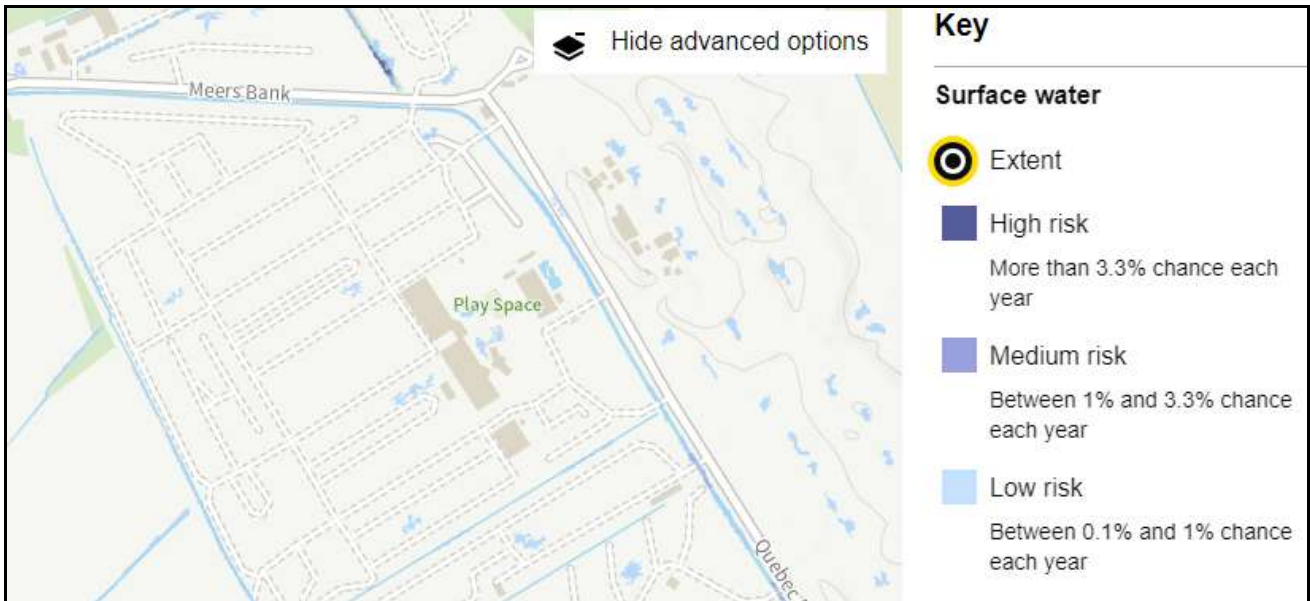 Hide advanced options
Meers Bank
Play Space
Quebec
Key
Surface water
Extent
High risk
More than 3.3% chance each
year
Medium risk
Between 1% and 3.3% chance
each year
Low risk
Between 0.1% and 1% chance
each year